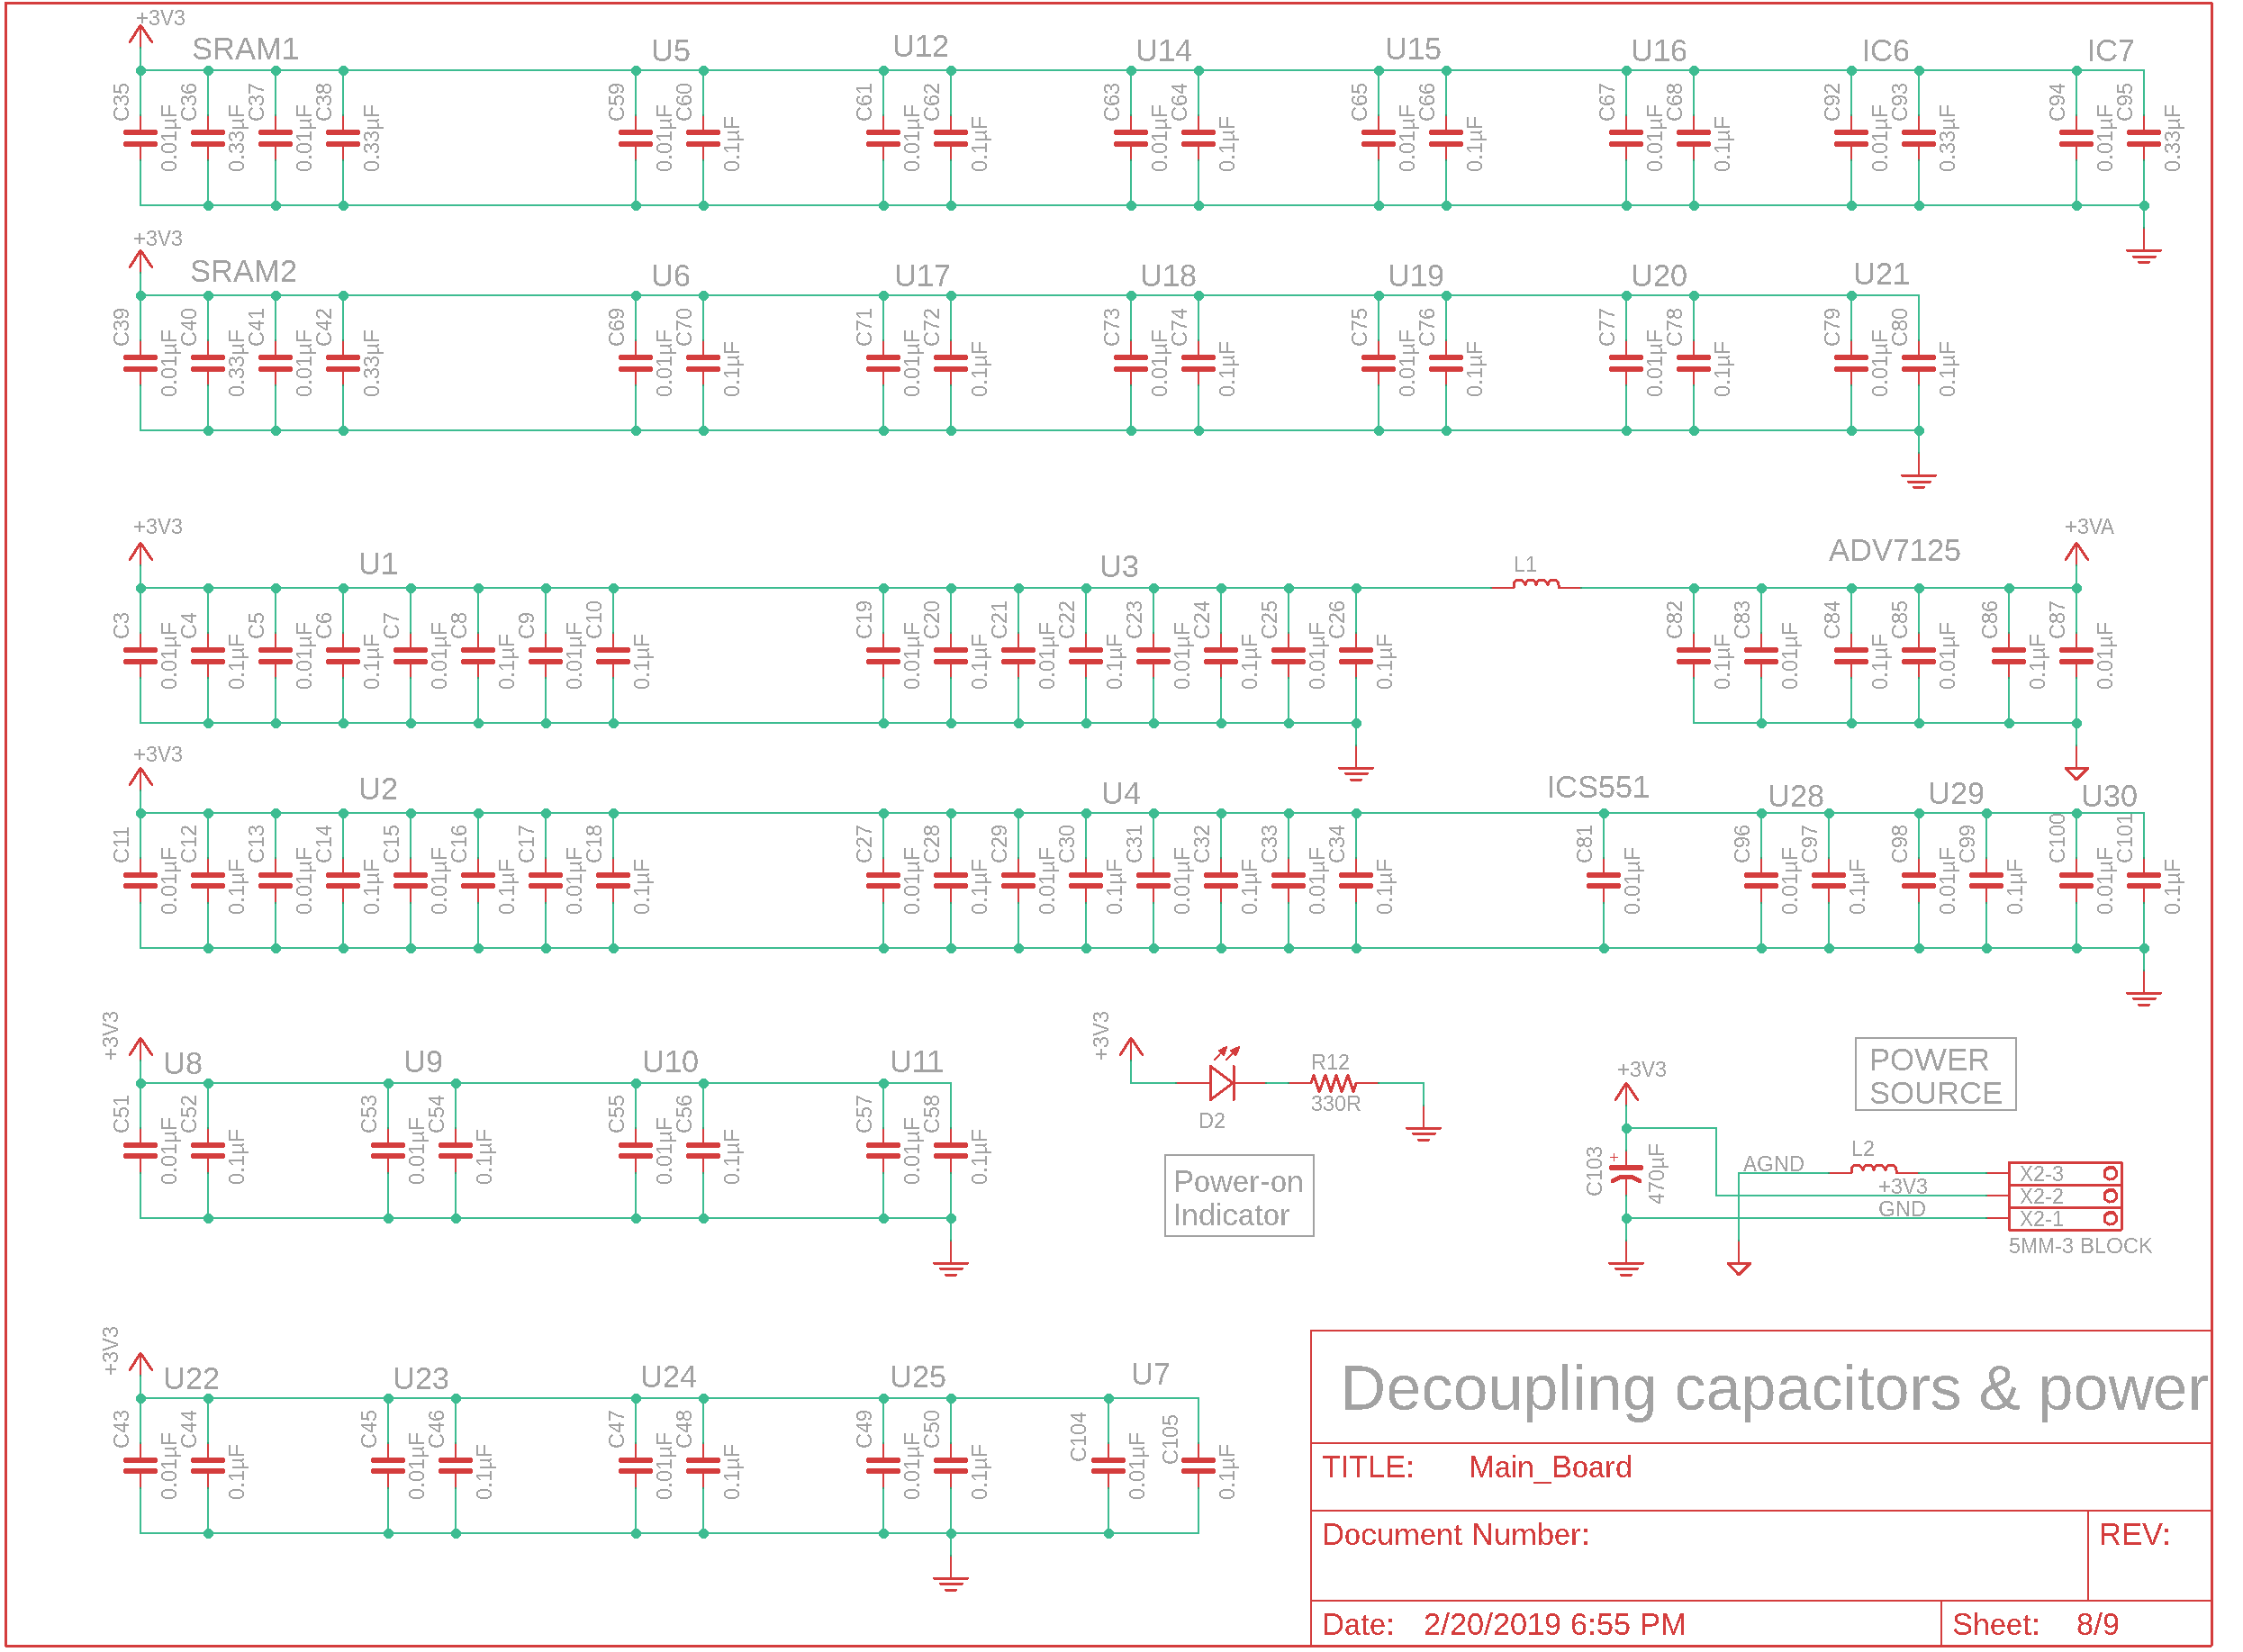 +3V3
SRAM1 U5 U12 U14 U15 U16 IC6 IC7
C35 0.01µF C36 0.33µF C37 0.01µF C38 0.33µF C59 0.01µF C60 0.1µF C61 0.01µF C62 0.1µF C63 0.01µF C64 0.1µF C65 0.01µF C66 0.1µF C67 0.01µF C68 0.1µF C92 0.01µF C93 0.33µF C94 0.01µF C95 0.33µF
+3V3
SRAM2 U6 U17 U18 U19 U20 U21
C39 0.01µF C40 0.33µF C41 0.01µF C42 0.33µF C69 0.01µF C70 0.1µF C71 0.01µF C72 0.1µF C73 0.01µF C74 0.1µF C75 0.01µF C76 0.1µF C77 0.01µF C78 0.1µF C79 0.01µF C80 0.1µF
+3V3 +3VA
U1 U3 L1 ADV7125
C3 0.01µF C4 0.1µF C5 0.01µF C6 0.1µF C7 0.01µF C8 0.1µF C9 0.01µF C10 0.1µF C19 0.01µF C20 0.1µF C21 0.01µF C22 0.1µF C23 0.01µF C24 0.1µF C25 0.01µF C26 0.1µF C82 0.1µF C83 0.01µF C84 0.1µF C85 0.01µF C86 0.1µF C87 0.01µF
+3V3
U2 U4 ICS551 U28 U29 U30
C11 0.01µF C12 0.1µF C13 0.01µF C14 0.1µF C15 0.01µF C16 0.1µF C17 0.01µF C18 0.1µF C27 0.01µF C28 0.1µF C29 0.01µF C30 0.1µF C31 0.01µF C32 0.1µF C33 0.01µF C34 0.1µF C81 0.01µF C96 0.01µF C97 0.1µF C98 0.01µF C99 0.1µF C100 0.01µF C101 0.1µF
+3V3
U8 U9 U10 U11
C51 0.01µF C52 0.1µF C53 0.01µF C54 0.1µF C55 0.01µF C56 0.1µF C57 0.01µF C58 0.1µF
+3V3
D2
R12
330R
Power-on
Indicator
POWER
SOURCE
+3V3
C103 + 470µF
AGND L2 X2-3
+3V3 X2-2
GND X2-1
5MM-3 BLOCK
+3V3
U22 U23 U24 U25 U7
C43 0.01µF C44 0.1µF C45 0.01µF C46 0.1µF C47 0.01µF C48 0.1µF C49 0.01µF C50 0.1µF C104 0.01µF C105 0.1µF
Decoupling capacitors & power
TITLE: Main_Board
Document Number: REV:
Date: 2/20/2019 6:55 PM Sheet: 8/9